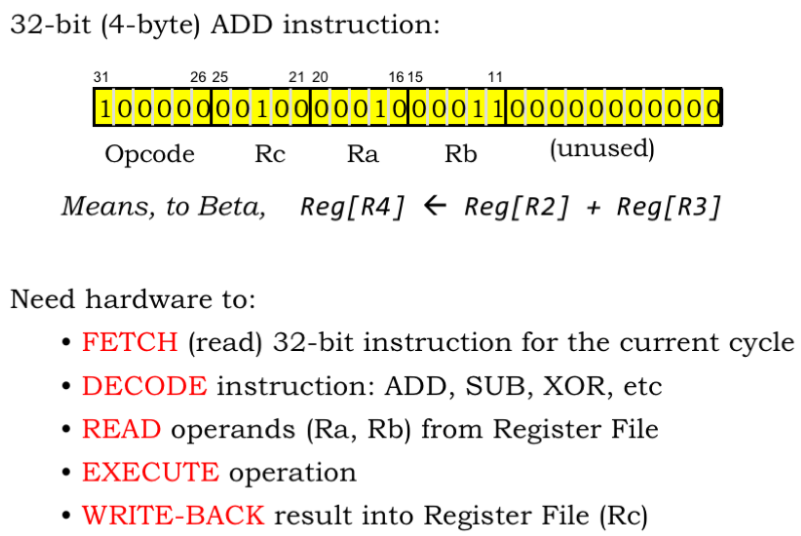 32-bit (4-byte) ADD instruction:
31 26 25 21 20 16 15 11
10000000100000100001100000000000
Opcode Rc Ra Rb (unused)
Means, to Beta, Reg[R4] ← Reg[R2] + Reg[R3]
Need hardware to:
• FETCH (read) 32-bit instruction for the current cycle
• DECODE instruction: ADD, SUB, XOR, etc
• READ operands (Ra, Rb) from Register File
• EXECUTE operation
• WRITE-BACK result into Register File (Rc)